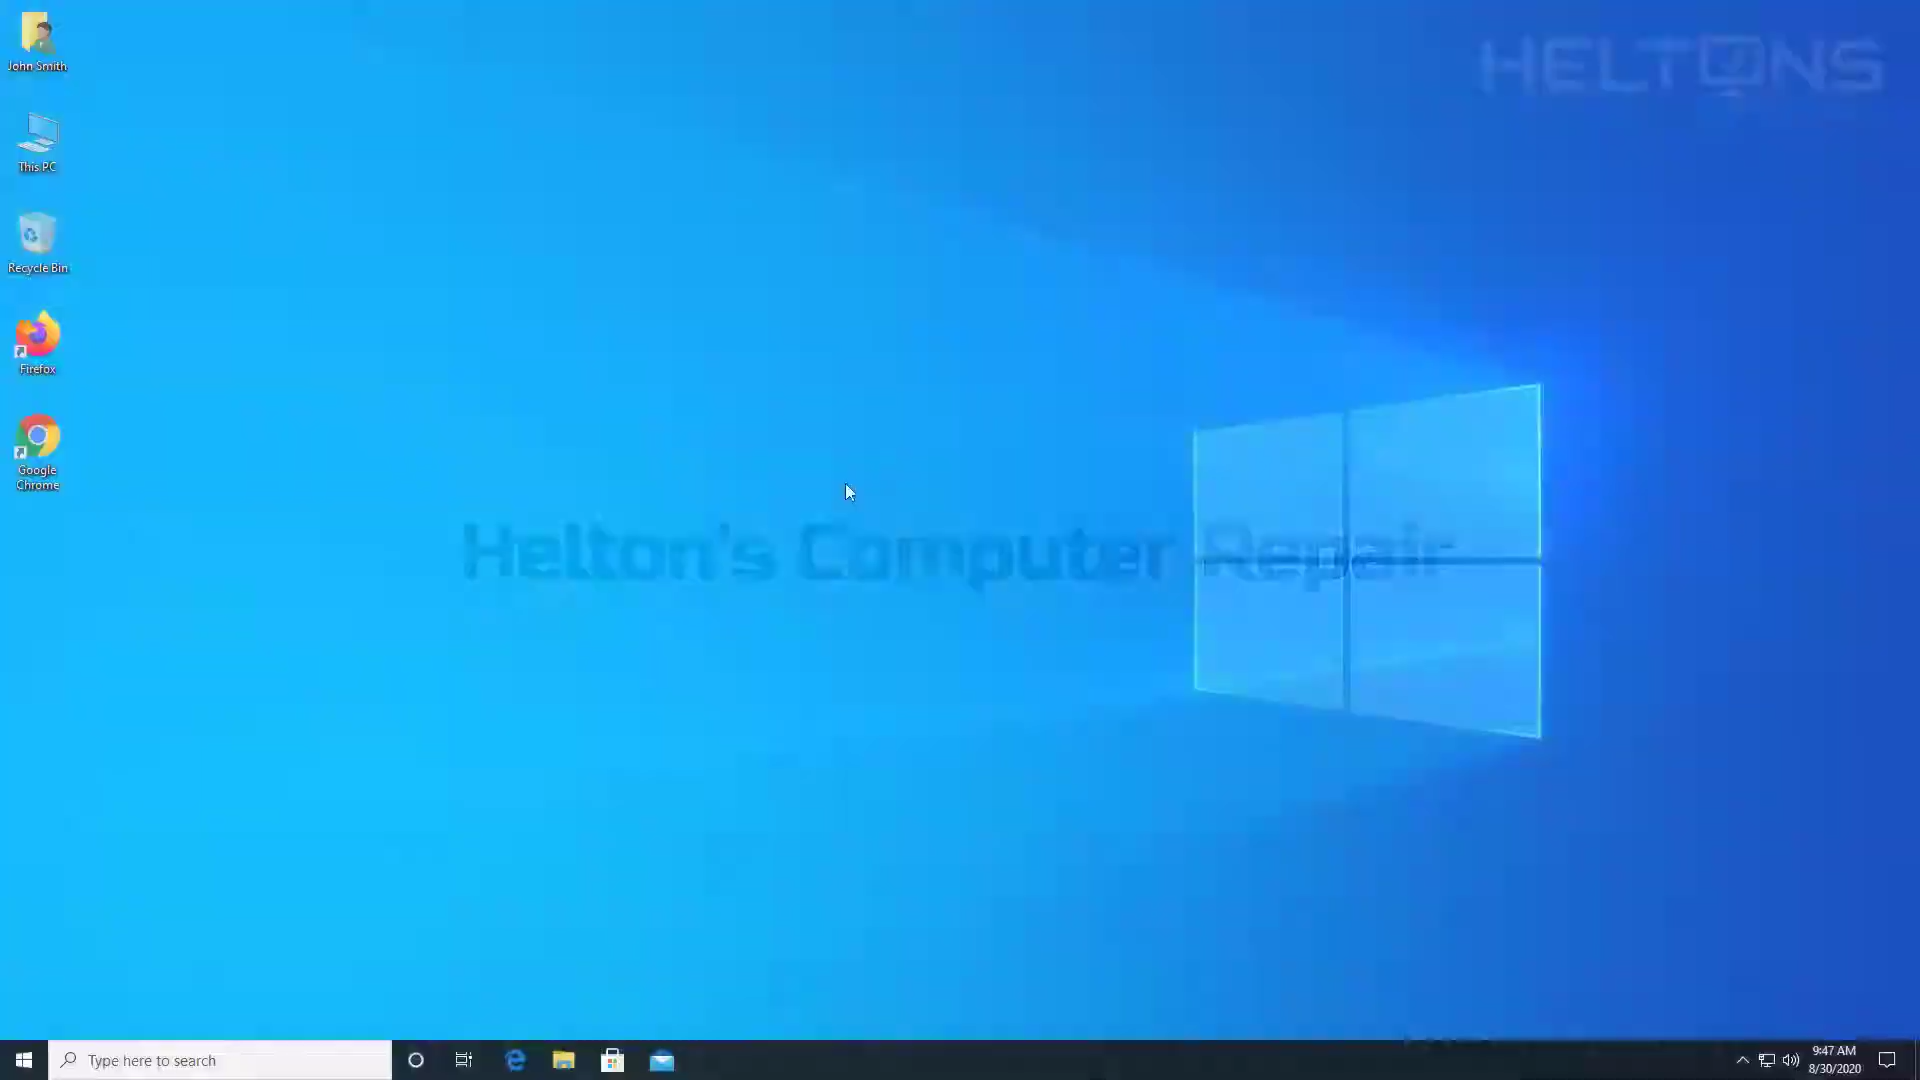 HELTONS
John Smith
This PC
Recycle Bin
Firefox
Google
Chrome
Helton's Computer Repair
Type here to search
9:47 AM
8/30/2020